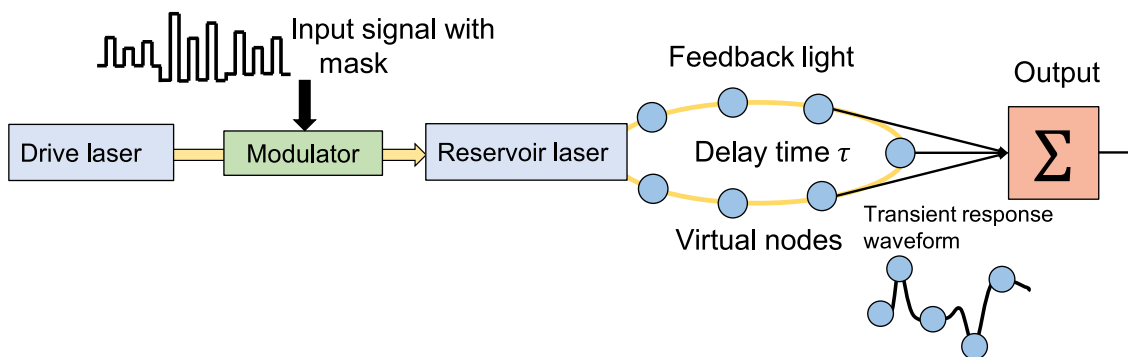 Input signal with
mask
Feedback light
Output
Drive laser
Modulator
Reservoir laser
Delay time τ
Σ
Virtual nodes
Transient response
waveform